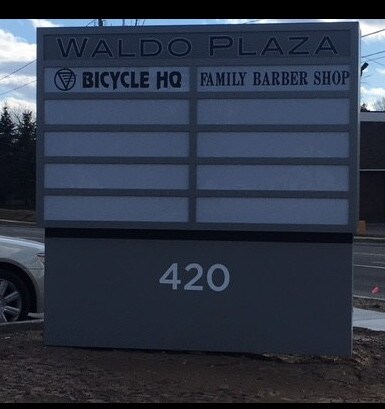 WALDO PLAZA
BICYCLE HQ
FAMILY BARBER SHOP
420